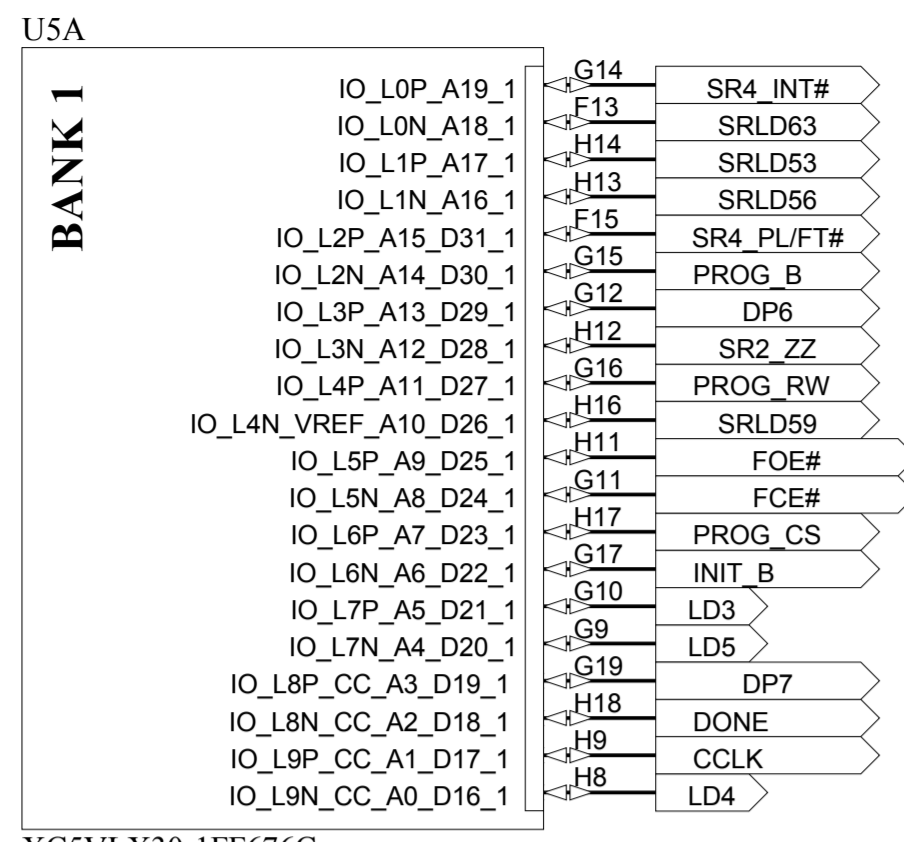 U5A
BANK 1
IO_L0P_A19_1 G14 SR4_INT#
IO_L0N_A18_1 F13 SRLD63
IO_L1P_A17_1 H14 SRLD53
IO_L1N_A16_1 H13 SRLD56
IO_L2P_A15_D31_1 F15 SR4_PL/FT#
IO_L2N_A14_D30_1 G15 PROG_B
IO_L3P_A13_D29_1 G12 DP6
IO_L3N_A12_D28_1 H12 SR2_ZZ
IO_L4P_A11_D27_1 G16 PROG_RW
IO_L4N_VREF_A10_D26_1 H16 SRLD59
IO_L5P_A9_D25_1 H11 FOE#
IO_L5N_A8_D24_1 G11 FCE#
IO_L6P_A7_D23_1 H17 PROG_CS
IO_L6N_A6_D22_1 G17 INIT_B
IO_L7P_A5_D21_1 G10 LD3
IO_L7N_A4_D20_1 G9 LD5
IO_L8P_CC_A3_D19_1 G19 DP7
IO_L8N_CC_A2_D18_1 H18 DONE
IO_L9P_CC_A1_D17_1 H9 CCLK
IO_L9N_CC_A0_D16_1 H8 LD4